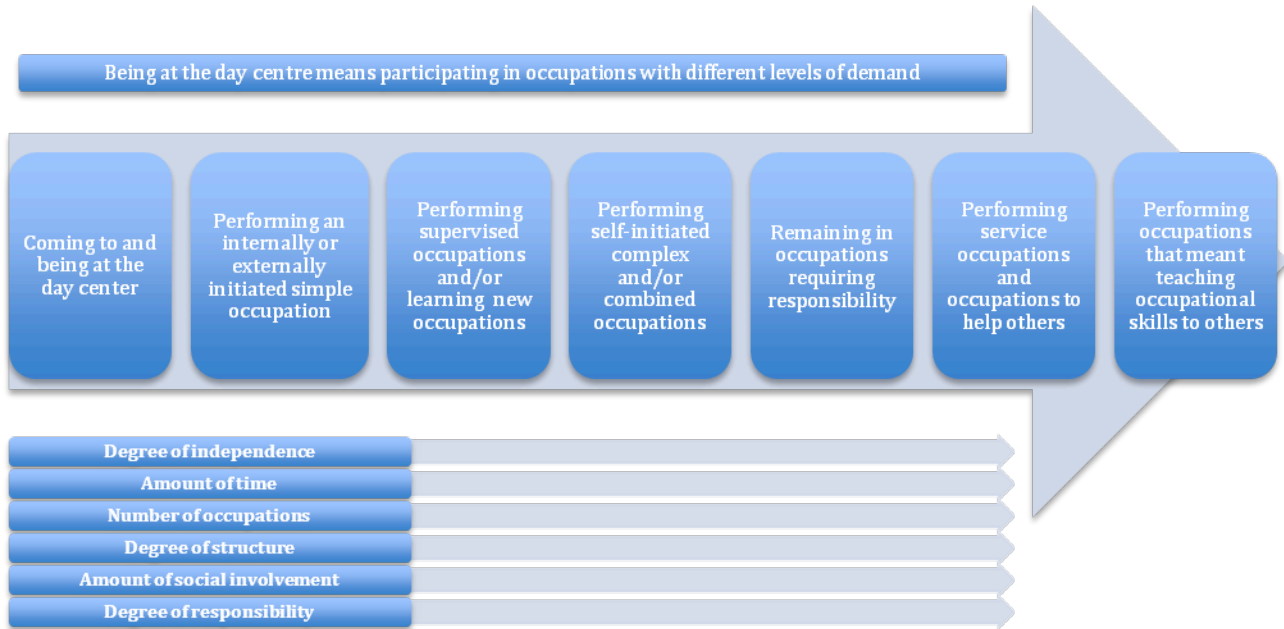 Being at the day centre means participating in occupations with different levels of demand
Coming to and
being at the
day center
Performing an
internally or
externally
initiated simple
occupation
Performing
supervised
occupations
and/or
learning new
occupations
Performing
self-initiated
complex
and/or
combined
occupations
Remaining in
occupations
requiring
responsibility
Performing
service
occupations
and
occupations to
help others
Performing
occupations
that meant
teaching
occupational
skills to others
Degree of independence
Amount of time
Number of occupations
Degree of structure
Amount of social involvement
Degree of responsibility